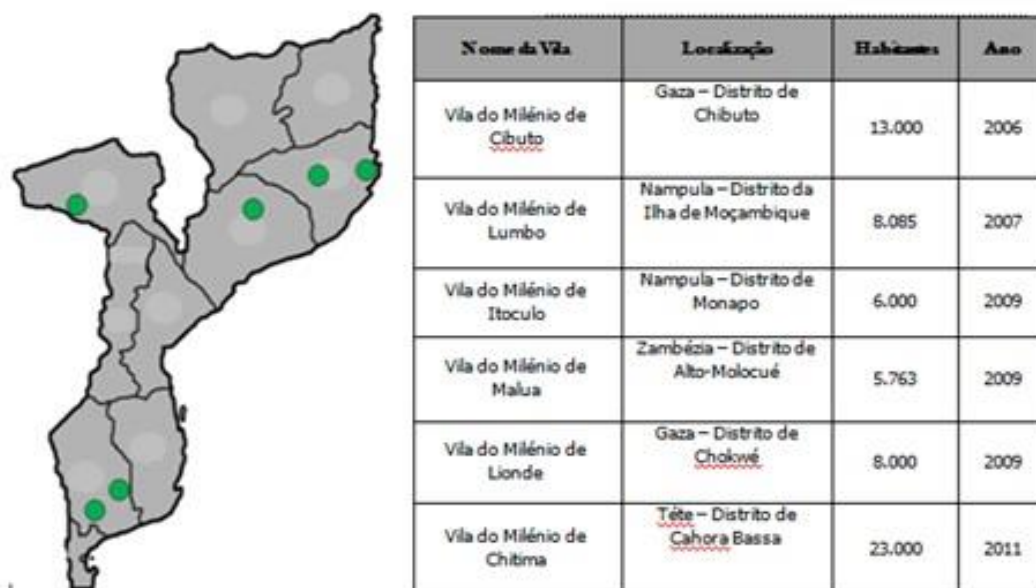 Nome da Vila
Localização
Habitantes
Ano
Vila do Milénio de
Cibuto
Gaza – Distrito de
Chibuto
13.000
2006
Vila do Milénio de
Lumbo
Nampula – Distrito da
Ilha de Moçambique
8.085
2007
Vila do Milénio de
Itoculo
Nampula – Distrito de
Monapo
6.000
2009
Vila do Milénio de
Malua
Zambézia – Distrito de
Alto-Molocué
5.763
2009
Vila do Milénio de
Lionde
Gaza – Distrito de
Chokwé
8.000
2009
Vila do Milénio de
Chitima
Téte – Distrito de
Cahora Bassa
23.000
2011